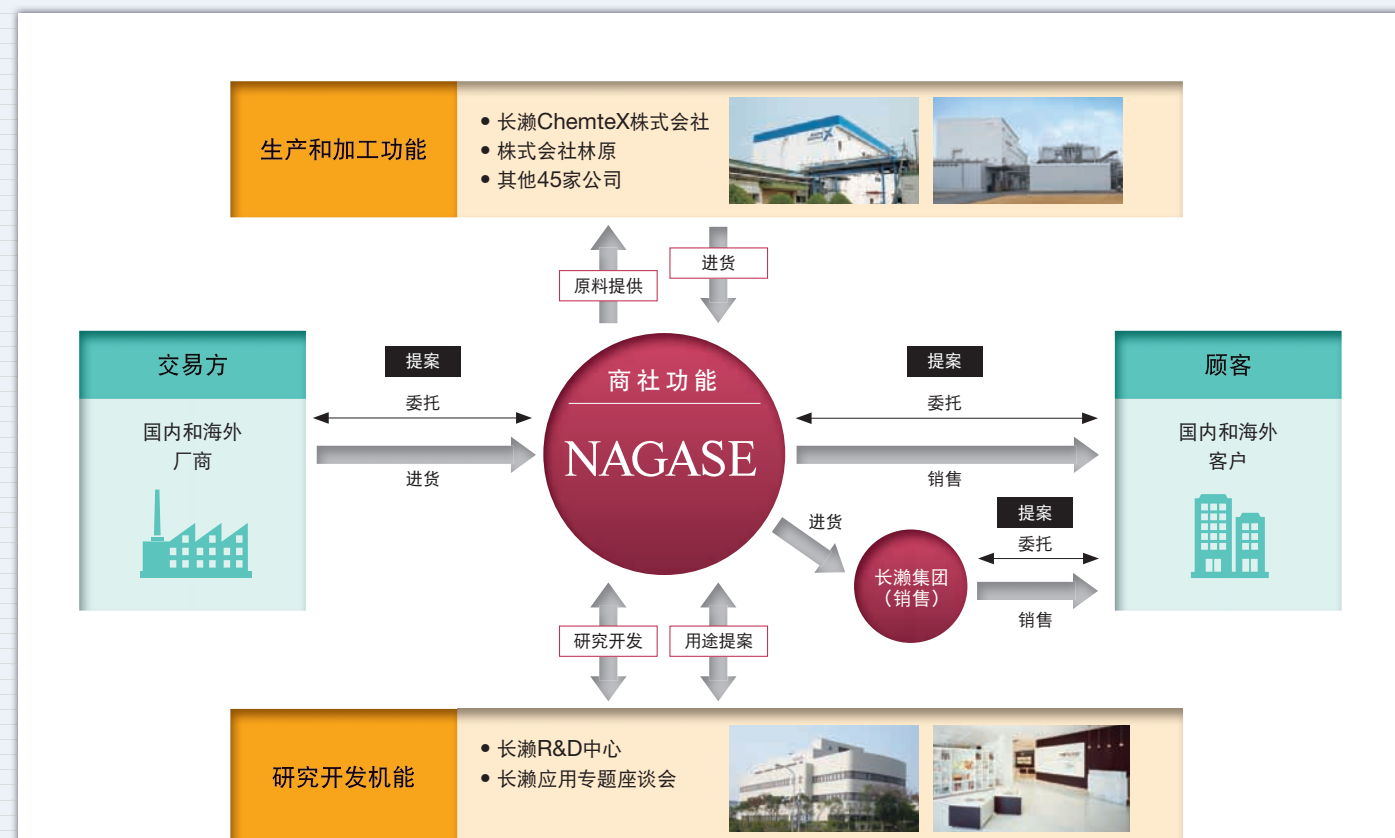 生产和加工功能
• 长濑ChemteX株式会社
• 株式会社林原
• 其他45家公司
原料提供
进货
交易方
国内和海外
厂商
提案
委托
进货
商社功能
NAGASE
提案
委托
销售
顾客
国内和海外
客户
进货
长濑集团
（销售）
提案
委托
销售
研究开发
用途提案
研究开发机能
• 长濑R&D中心
• 长濑应用专题座谈会